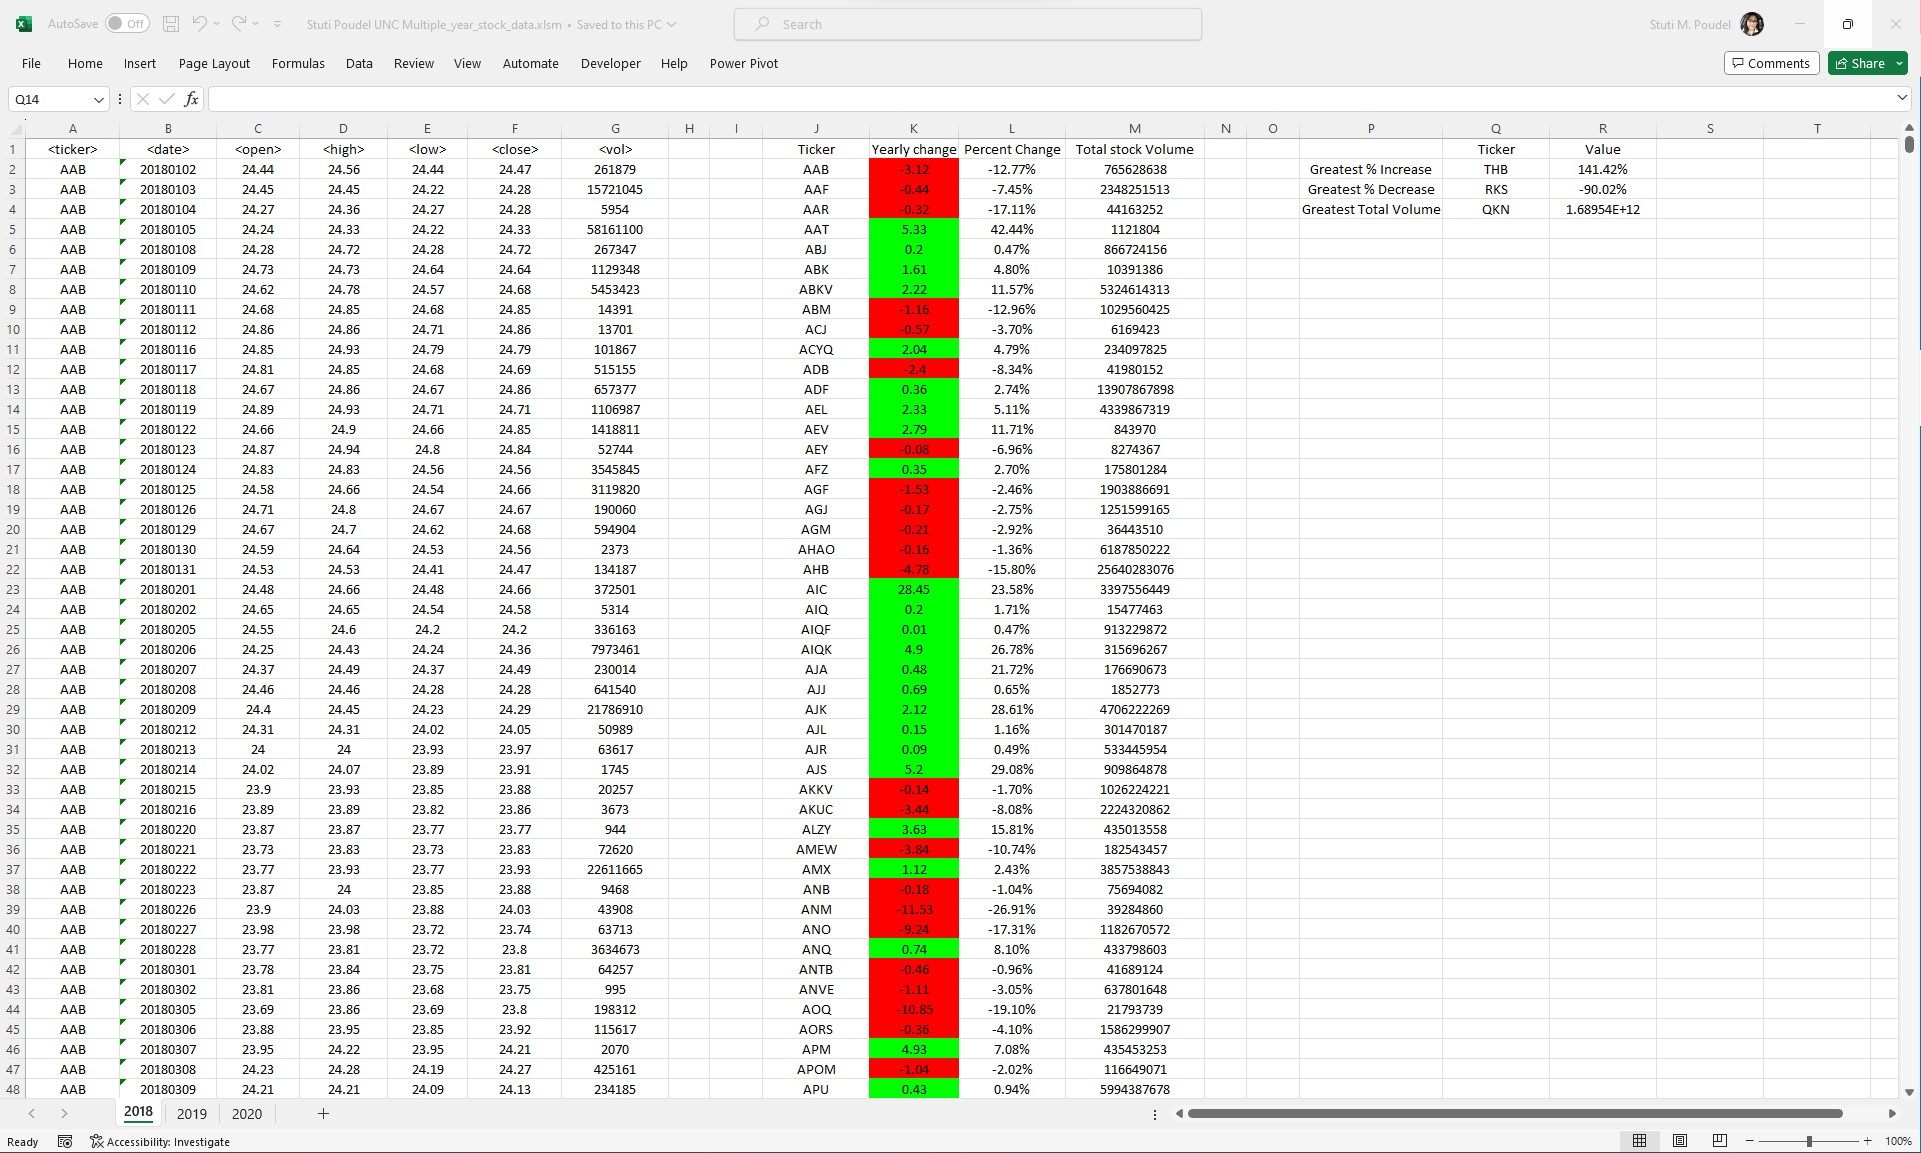 AutoSave Off Stuti Poudel UNC Multiple_year_stock_data.xlsm • Saved to this PC Search Stuti M. Poudel
File Home Insert Page Layout Formulas Data Review View Automate Developer Help Power Pivot Comments Share
Q14 fx
A B C D E F G H I J K L M N O P Q R S T
1 <ticker> <date> <open> <high> <low> <close> <vol> Ticker Yearly change Percent Change Total stock Volume Ticker Value
2 AAB 20180102 24.44 24.56 24.44 24.47 261879 AAB -3.12 -12.77% 765628638 Greatest % Increase THB 141.42%
3 AAB 20180103 24.45 24.45 24.22 24.28 15721045 AAF -0.44 -7.45% 2348251513 Greatest % Decrease RKS -90.02%
4 AAB 20180104 24.27 24.36 24.27 24.28 5954 AAR -0.32 -17.11% 44163252 Greatest Total Volume QKN 1.68954E+12
5 AAB 20180105 24.24 24.33 24.22 24.33 58161100 AAT 5.33 42.44% 1121804
6 AAB 20180108 24.28 24.72 24.28 24.72 267347 ABJ 0.2 0.47% 866724156
7 AAB 20180109 24.73 24.73 24.64 24.64 1129348 ABK 1.61 4.80% 10391386
8 AAB 20180110 24.62 24.78 24.57 24.68 5453423 ABKV 2.22 11.57% 5324614313
9 AAB 20180111 24.68 24.85 24.68 24.85 14391 ABM -1.16 -12.96% 1029560425
10 AAB 20180112 24.86 24.86 24.71 24.86 13701 ACJ -0.57 -3.70% 6169423
11 AAB 20180116 24.85 24.93 24.79 24.79 101867 ACYQ 2.04 4.79% 234097825
12 AAB 20180117 24.81 24.85 24.68 24.69 515155 ADB -2.4 -8.34% 41980152
13 AAB 20180118 24.67 24.86 24.67 24.86 657377 ADF 0.36 2.74% 13907867898
14 AAB 20180119 24.89 24.93 24.71 24.71 1106987 AEL 2.33 5.11% 4339867319
15 AAB 20180122 24.66 24.9 24.66 24.85 1418811 AEV 2.79 11.71% 843970
16 AAB 20180123 24.87 24.94 24.8 24.84 52744 AEY -0.08 -6.96% 8274367
17 AAB 20180124 24.83 24.83 24.56 24.56 3545845 AFZ 0.35 2.70% 175801284
18 AAB 20180125 24.58 24.66 24.54 24.66 3119820 AGF -1.53 -2.46% 1903886691
19 AAB 20180126 24.71 24.8 24.67 24.67 190060 AGJ -0.17 -2.75% 1251599165
20 AAB 20180129 24.67 24.7 24.62 24.68 594904 AGM -0.21 -2.92% 36443510
21 AAB 20180130 24.59 24.64 24.53 24.56 2373 AHAO -0.16 -1.36% 6187850222
22 AAB 20180131 24.53 24.53 24.41 24.47 134187 AHB -4.78 -15.80% 25640283076
23 AAB 20180201 24.48 24.66 24.48 24.66 372501 AIC 28.45 23.58% 3397556449
24 AAB 20180202 24.65 24.65 24.54 24.58 5314 AIQ 0.2 1.71% 15477463
25 AAB 20180205 24.55 24.6 24.2 24.2 336163 AIQF 0.01 0.47% 913229872
26 AAB 20180206 24.25 24.43 24.24 24.36 7973461 AIQK 4.9 26.78% 315696267
27 AAB 20180207 24.37 24.49 24.37 24.49 230014 AJA 0.48 21.72% 176690673
28 AAB 20180208 24.46 24.46 24.28 24.28 641540 AJJ 0.69 0.65% 1852773
29 AAB 20180209 24.4 24.45 24.23 24.29 21786910 AJK 2.12 28.61% 4706222269
30 AAB 20180212 24.31 24.31 24.02 24.05 50989 AJL 0.15 1.16% 301470187
31 AAB 20180213 24 24 23.93 23.97 63617 AJR 0.09 0.49% 533445954
32 AAB 20180214 24.02 24.07 23.89 23.91 1745 AJS 5.2 29.08% 909864878
33 AAB 20180215 23.9 23.93 23.85 23.88 20257 AKKV -0.14 -1.70% 1026224221
34 AAB 20180216 23.89 23.89 23.82 23.86 3673 AKUC -3.44 -8.08% 2224320862
35 AAB 20180220 23.87 23.87 23.77 23.77 944 ALZY 3.63 15.81% 435013558
36 AAB 20180221 23.73 23.83 23.73 23.83 72620 AMEW -3.84 -10.74% 182543457
37 AAB 20180222 23.77 23.93 23.77 23.93 22611665 AMX 1.12 2.43% 3857538843
38 AAB 20180223 23.87 24 23.85 23.88 9468 ANB -0.18 -1.04% 75694082
39 AAB 20180226 23.9 24.03 23.88 24.03 43908 ANM -11.53 -26.91% 39284860
40 AAB 20180227 23.98 23.98 23.72 23.74 63713 ANO -9.24 -17.31% 1182670572
41 AAB 20180228 23.77 23.81 23.72 23.8 3634673 ANQ 0.74 8.10% 433798603
42 AAB 20180301 23.78 23.84 23.75 23.81 64257 ANTB -0.46 -0.96% 41689124
43 AAB 20180302 23.81 23.86 23.68 23.75 995 ANVE -1.11 -3.05% 637801648
44 AAB 20180305 23.69 23.86 23.69 23.8 198312 AOQ -10.85 -19.10% 21793739
45 AAB 20180306 23.88 23.95 23.85 23.92 115617 AORS -0.36 -4.10% 1586299907
46 AAB 20180307 23.95 24.22 23.95 24.21 2070 APM 4.93 7.08% 435453253
47 AAB 20180308 24.23 24.28 24.19 24.27 425161 APOM -1.04 -2.02% 116649071
48 AAB 20180309 24.21 24.21 24.09 24.13 234185 APU 0.43 0.94% 5994387678
2018 2019 2020
Ready Accessibility: Investigate 100%